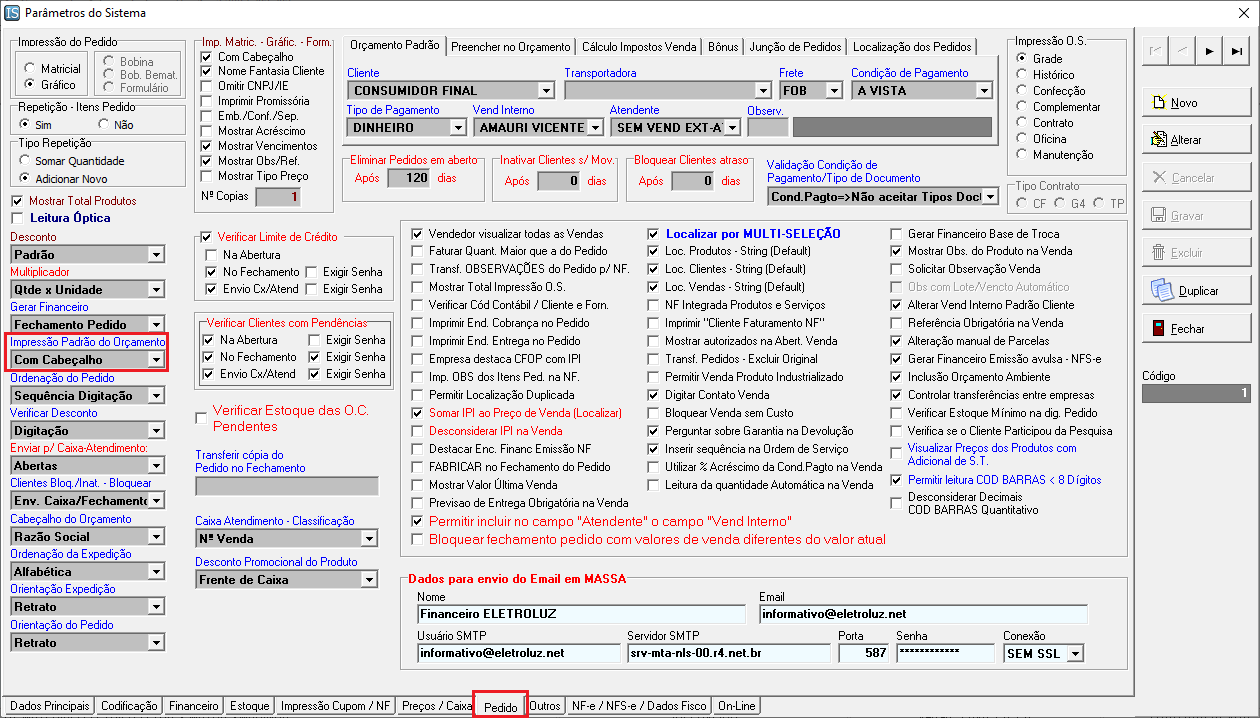 IS Parâmetros do Sistema
Impressão do Pedido
Matricial
Gráfico
Bobina
Bob. Bemat.
Formulário
Repetição - Itens Pedido
Sim
Não
Tipo Repetição
Somar Quantidade
Adicionar Novo
Mostrar Total Produtos
Leitura Óptica
Desconto
Padrão
Multiplicador
Qtde x Unidade
Gerar Financeiro
Fechamento Pedido
Impressão Padrão do Orçamento
Com Cabeçalho
Ordenação do Pedido
Sequência Digitação
Verificar Desconto
Digitação
Enviar p/ Caixa-Atendimento:
Abertas
Clientes Bloq./Inat. - Bloquear
Env. Caixa/Fechamento
Cabeçalho do Orçamento
Razão Social
Ordenação da Expedição
Alfabética
Orientação Expedição
Retrato
Orientação do Pedido
Retrato
Imp. Matric. - Gráfic. - Form.
Com Cabeçalho
Nome Fantasia Cliente
Omitir CNPJ/IE
Imprimir Promissória
Emb./Conf./Sep.
Mostrar Acréscimo
Mostrar Vencimentos
Mostrar Obs/Ref.
Mostrar Tipo Preço
Nº Copias 1
Verificar Limite de Crédito
Na Abertura
No Fechamento Exigir Senha
Envio Cx/Atend Exigir Senha
Verificar Clientes com Pendências
Na Abertura Exigir Senha
No Fechamento Exigir Senha
Envio Cx/Atend Exigir Senha
Verificar Estoque das O.C.
Pendentes
Transferir cópia do
Pedido no Fechamento
Caixa Atendimento - Classificação
Nº Venda
Desconto Promocional do Produto
Frente de Caixa
Orçamento Padrão Preencher no Orçamento Cálculo Impostos Venda Bônus Junção de Pedidos Localização dos Pedidos
Cliente Transportadora Frete Condição de Pagamento
CONSUMIDOR FINAL FOB A VISTA
Tipo de Pagamento Vend Interno Atendente Observ.
DINHEIRO AMAURI VICENTE SEM VEND EXT-A
Eliminar Pedidos em aberto
Após 120 dias
Inativar Clientes s/ Mov.
Após 0 dias
Bloquear Clientes atraso
Após 0 dias
Validação Condição de
Pagamento/Tipo de Documento
Cond.Pagto=>Não aceitar Tipos Doc
Impressão O.S.
Grade
Histórico
Confecção
Complementar
Contrato
Oficina
Manutenção
Tipo Contrato
CF G4 TP
Vendedor visualizar todas as Vendas
Faturar Quant. Maior que a do Pedido
Transf. OBSERVAÇÕES do Pedido p/ NF.
Mostrar Total Impressão O.S.
Verificar Cód Contábil / Cliente e Forn.
Imprimir End. Cobrança no Pedido
Imprimir End. Entrega no Pedido
Empresa destaca CFOP com IPI
Imp. OBS dos Itens Ped. na NF.
Permitir Localização Duplicada
Somar IPI ao Preço de Venda (Localizar)
Desconsiderar IPI na Venda
Destacar Enc. Financ Emissão NF
FABRICAR no Fechamento do Pedido
Mostrar Valor Última Venda
Previsao de Entrega Obrigatória na Venda
Permitir incluir no campo "Atendente" o campo "Vend Interno"
Bloquear fechamento pedido com valores de venda diferentes do valor atual
Localizar por MULTI-SELEÇÃO
Loc. Produtos - String (Default)
Loc. Clientes - String (Default)
Loc. Vendas - String (Default)
NF Integrada Produtos e Serviços
Imprimir "Cliente Faturamento NF"
Mostrar autorizados na Abert. Venda
Transf. Pedidos - Excluir Original
Permitir Venda Produto Industrializado
Digitar Contato Venda
Bloquear Venda sem Custo
Perguntar sobre Garantia na Devolução
Inserir sequência na Ordem de Serviço
Utilizar % Acréscimo da Cond.Pagto na Venda
Leitura da quantidade Automática na Venda
Gerar Financeiro Base de Troca
Mostrar Obs. do Produto na Venda
Solicitar Observação Venda
Obs com Lote/Vencto Automático
Alterar Vend Interno Padrão Cliente
Referência Obrigatória na Venda
Alteração manual de Parcelas
Gerar Financeiro Emissão avulsa - NFS-e
Inclusão Orçamento Ambiente
Controlar transferências entre empresas
Verificar Estoque Mínimo na dig. Pedido
Verifica se o Cliente Participou da Pesquisa
Visualizar Preços dos Produtos com
Adicional de S.T.
Permitir leitura COD BARRAS < 8 Dígitos
Desconsiderar Decimais
COD BARRAS Quantitativo
Dados para envio do Email em MASSA
Nome Email
Financeiro ELETROLUZ informativo@eletroluz.net
Usuário SMTP Servidor SMTP Porta Senha Conexão
informativo@eletroluz.net srv-mta-nls-00.r4.net.br 587 ************ SEM SSL
Novo
Alterar
Cancelar
Gravar
Excluir
Duplicar
Fechar
Código
1
Dados Principais Codificação Financeiro Estoque Impressão Cupom / NF Preços / Caixa Pedido Outros NF-e / NFS-e / Dados Fisco On-Line